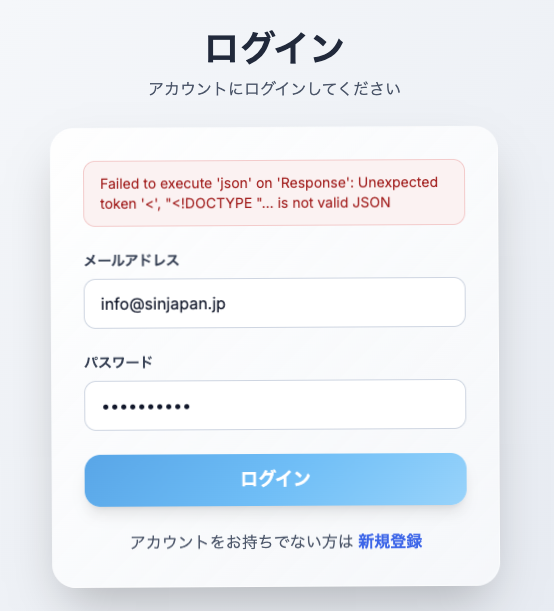 ログイン
アカウントにログインしてください
Failed to execute 'json' on 'Response': Unexpected
token '<', "<!DOCTYPE "... is not valid JSON
メールアドレス
info@sinjapan.jp
パスワード
••••••••••
ログイン
アカウントをお持ちでない方は 新規登録